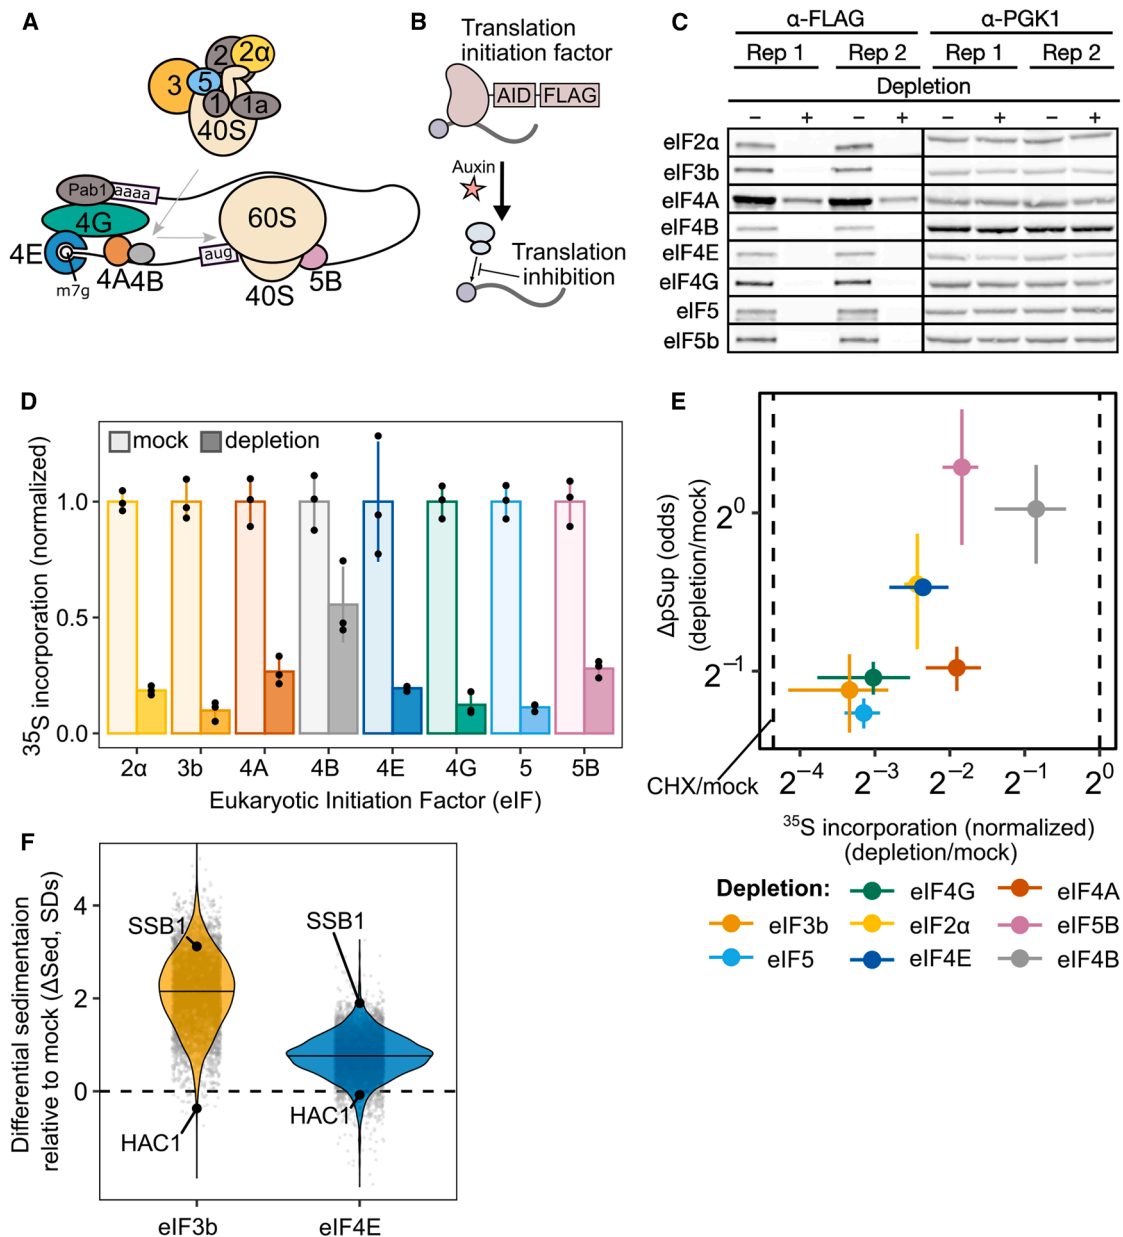 A
2
2α
3
5
1
1a
40S
Pab1
aaaa
4G
60S
4E
aug
4A
4B
5B
m7g
40S
B
Translation
initiation factor
AID
FLAG
Auxin
Translation
inhibition
C
α-FLAG
α-PGK1
Rep 1
Rep 2
Rep 1
Rep 2
Depletion
− + − + − + − +
eIF2α
eIF3b
eIF4A
eIF4B
eIF4E
eIF4G
eIF5
eIF5b
D
35S incorporation (normalized)
mock
depletion
1.0
0.5
0.0
2α 3b 4A 4B 4E 4G 5 5B
Eukaryotic Initiation Factor (eIF)
E
ΔpSup (odds)
(depletion/mock)
2⁰
2⁻¹
CHX/mock
2⁻⁴ 2⁻³ 2⁻² 2⁻¹ 2⁰
³⁵S incorporation (normalized)
(depletion/mock)
Depletion:
eIF4G
eIF4A
eIF3b
eIF2α
eIF5B
eIF5
eIF4E
eIF4B
F
Differential sedimentaion
relative to mock (ΔSed, SDs)
4
2
0
SSB1
SSB1
HAC1
HAC1
eIF3b
eIF4E